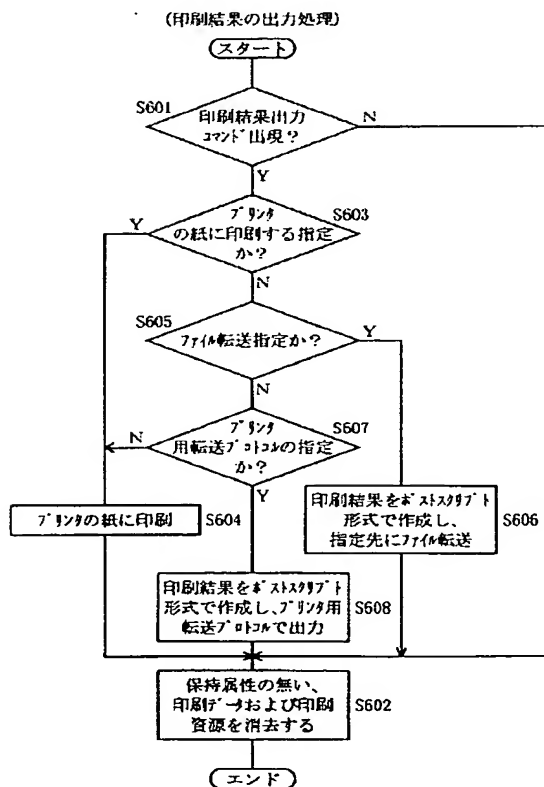 (印刷結果の出力処理)
スタート
S601
印刷結果出力
コマンド出現?
N
Y
S603
プリンタ
の紙に印刷する指定
か?
Y
N
S605
ファイル転送指定か?
Y
N
S607
プリンタ
用転送プロトコルの指定
か?
N
Y
プリンタの紙に印刷
S604
印刷結果をポストスクリプト
形式で作成し、
指定先にファイル転送
S606
印刷結果をポストスクリプト
形式で作成し、プリンタ用
転送プロトコルで出力
S608
保持属性の無い、
印刷データおよび印刷
資源を消去する
S602
エンド